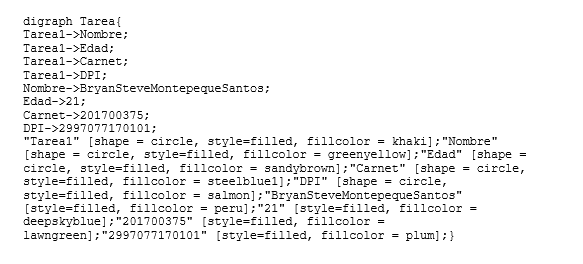 digraph Tarea{
Tarea1->Nombre;
Tarea1->Edad;
Tarea1->Carnet;
Tarea1->DPI;
Nombre->BryanSteveMontepequeSantos;
Edad->21;
Carnet->201700375;
DPI->2997077170101;
"Tarea1" [shape = circle, style=filled, fillcolor = khaki];"Nombre"
[shape = circle, style=filled, fillcolor = greenyellow];"Edad" [shape =
circle, style=filled, fillcolor = sandybrown];"Carnet" [shape = circle,
style=filled, fillcolor = steelblue1];"DPI" [shape = circle,
style=filled, fillcolor = salmon];"BryanSteveMontepequeSantos"
[style=filled, fillcolor = peru];"21" [style=filled, fillcolor =
deepskyblue];"201700375" [style=filled, fillcolor =
lawngreen];"2997077170101" [style=filled, fillcolor = plum];}